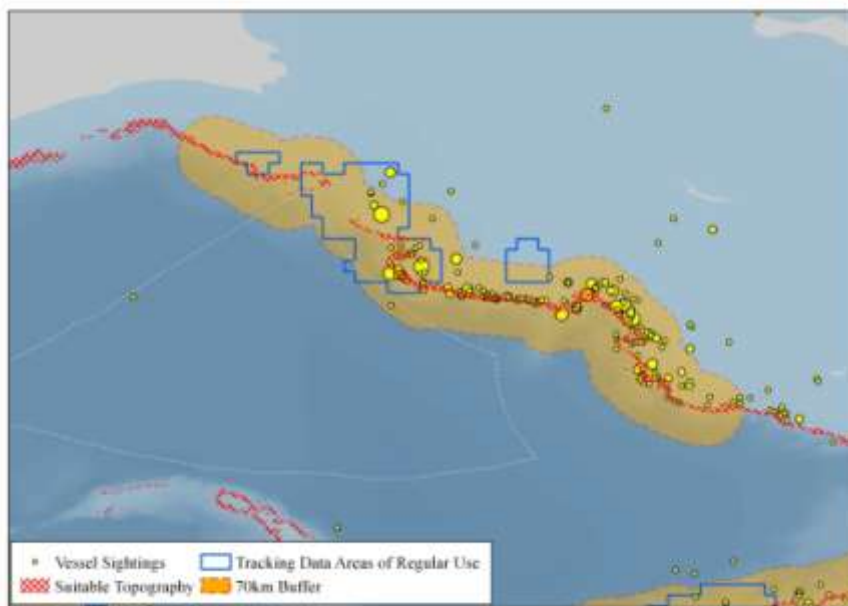 Vessel Sightings Tracking Data Areas of Regular Use
Suitable Topography 70km Buffer